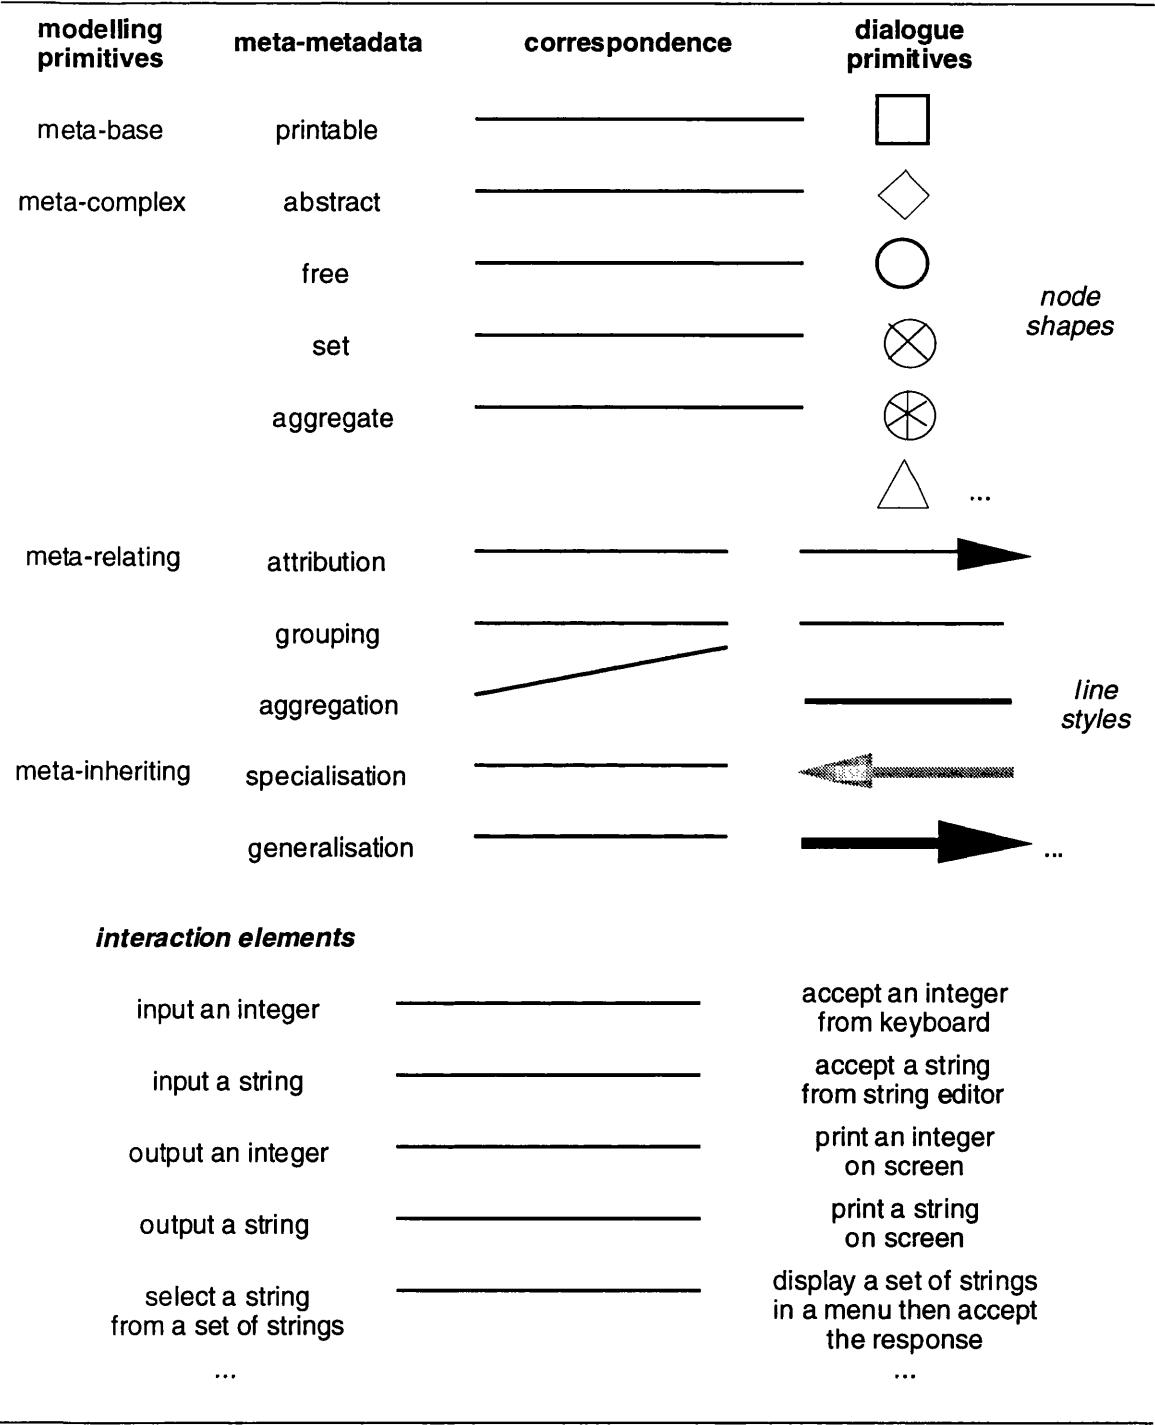 modelling primitives
meta-metadata
correspondence
dialogue primitives
meta-base printable
meta-complex abstract
free
node
shapes
set
aggregate
...
meta-relating attribution
grouping
aggregation
line
styles
meta-inheriting specialisation
generalisation ...
interaction elements
input an integer
accept an integer
from keyboard
input a string
accept a string
from string editor
output an integer
print an integer
on screen
output a string
print a string
on screen
select a string
from a set of strings
display a set of strings
in a menu then accept
the response
... ...